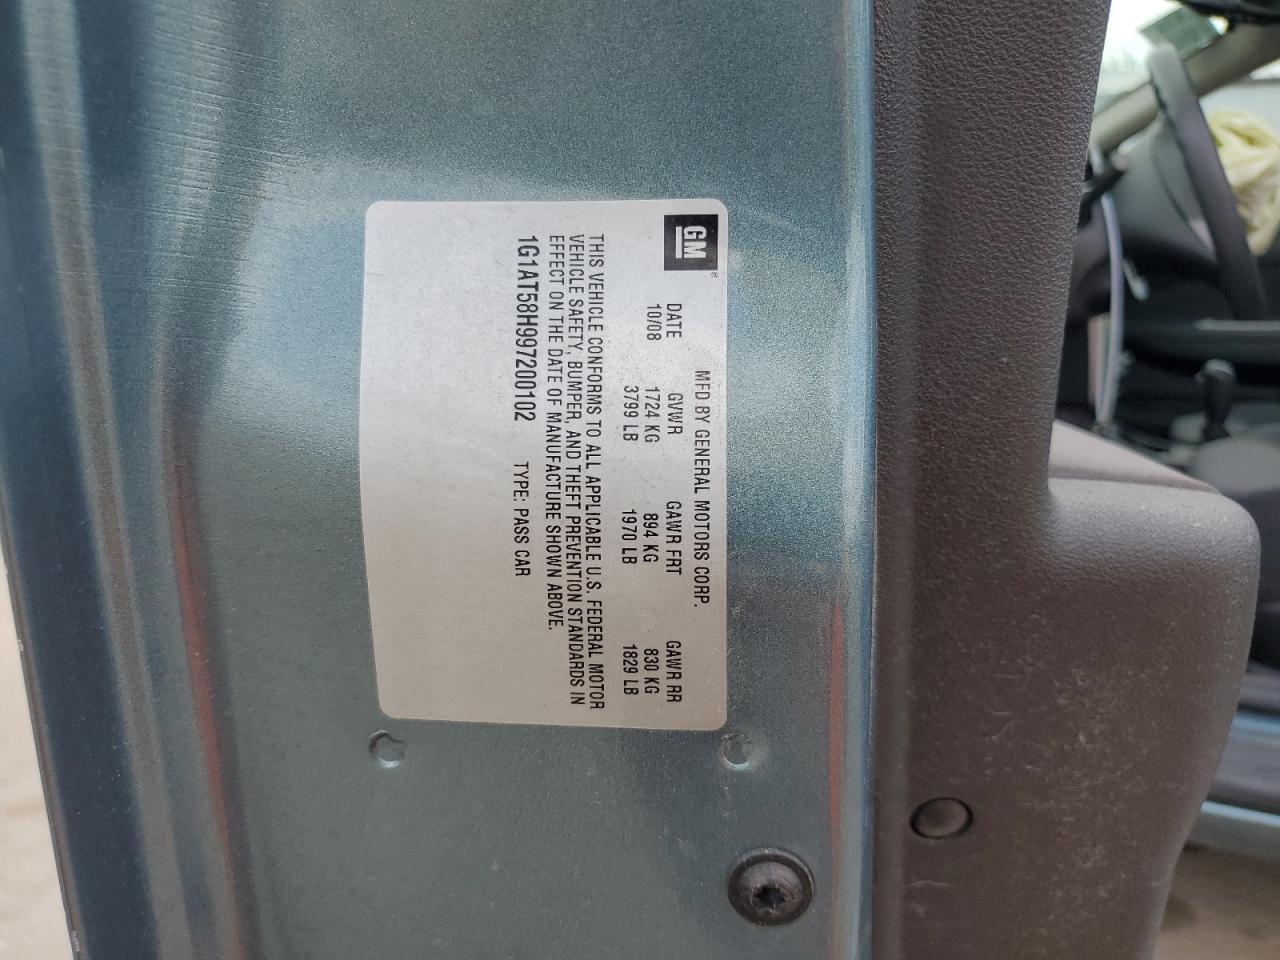 GM®
MFD BY GENERAL MOTORS CORP.
DATE GVWR GAWR FRT GAWR RR
10/08 1724 KG 894 KG 830 KG
3799 LB 1970 LB 1829 LB
THIS VEHICLE CONFORMS TO ALL APPLICABLE U.S. FEDERAL MOTOR
VEHICLE SAFETY, BUMPER, AND THEFT PREVENTION STANDARDS IN
EFFECT ON THE DATE OF MANUFACTURE SHOWN ABOVE.
1G1AT58H997200102 TYPE: PASS CAR